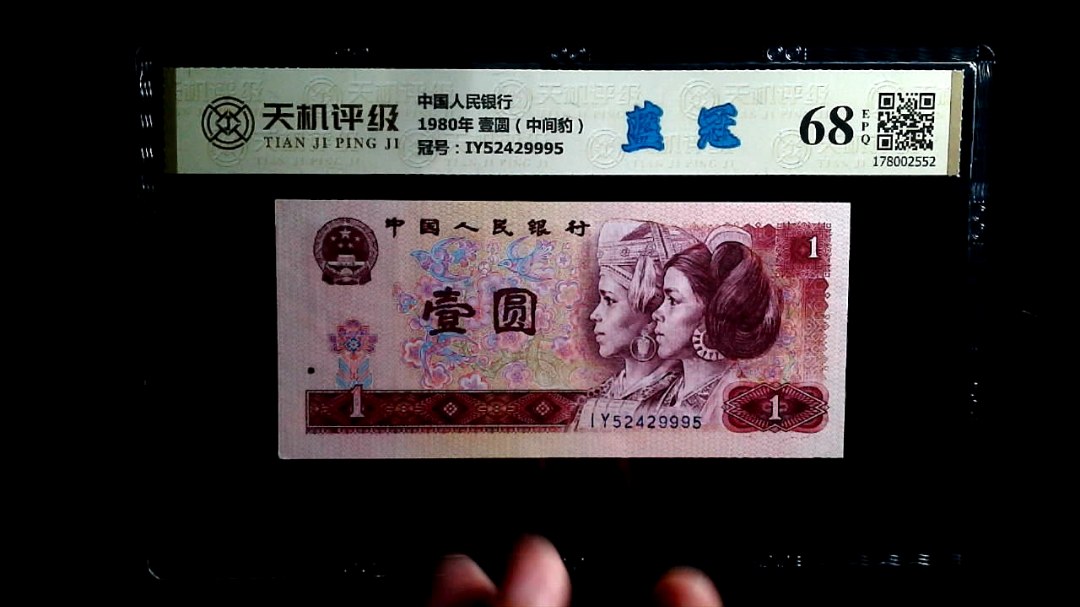 天机评级
TIAN JI PING JI
中国人民银行
1980年 壹圆（中间豹）
冠号：IY52429995
蓝冠
68
EPQ
178002552
中国人民银行
1
壹圆
1
1
IY52429995